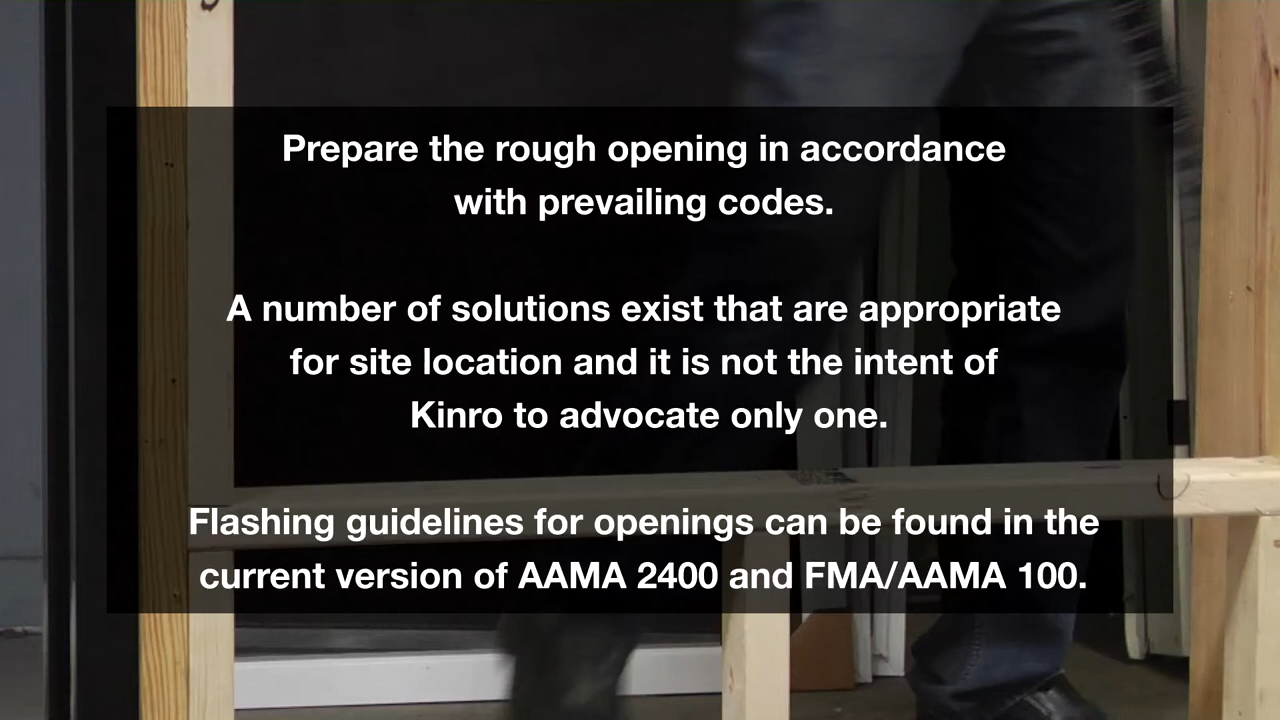 Prepare the rough opening in accordance
with prevailing codes.
A number of solutions exist that are appropriate
for site location and it is not the intent of
Kinro to advocate only one.
Flashing guidelines for openings can be found in the
current version of AAMA 2400 and FMA/AAMA 100.